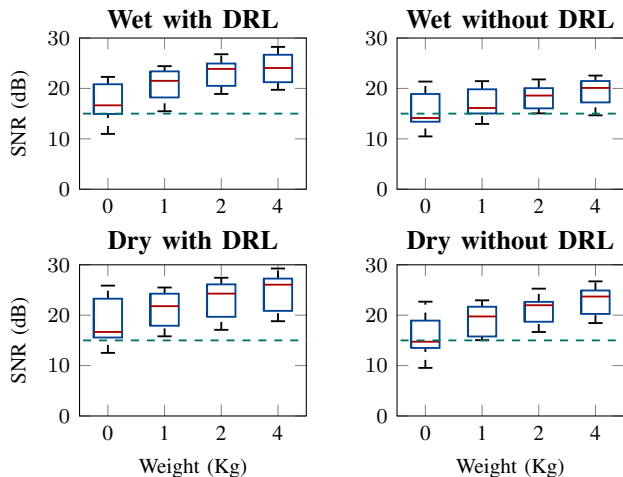 Wet with DRL
Wet without DRL
30
20
10
0
SNR (dB)
0 1 2 4
30
20
10
0
0 1 2 4
Dry with DRL
Dry without DRL
30
20
10
0
SNR (dB)
0 1 2 4
Weight (Kg)
30
20
10
0
0 1 2 4
Weight (Kg)